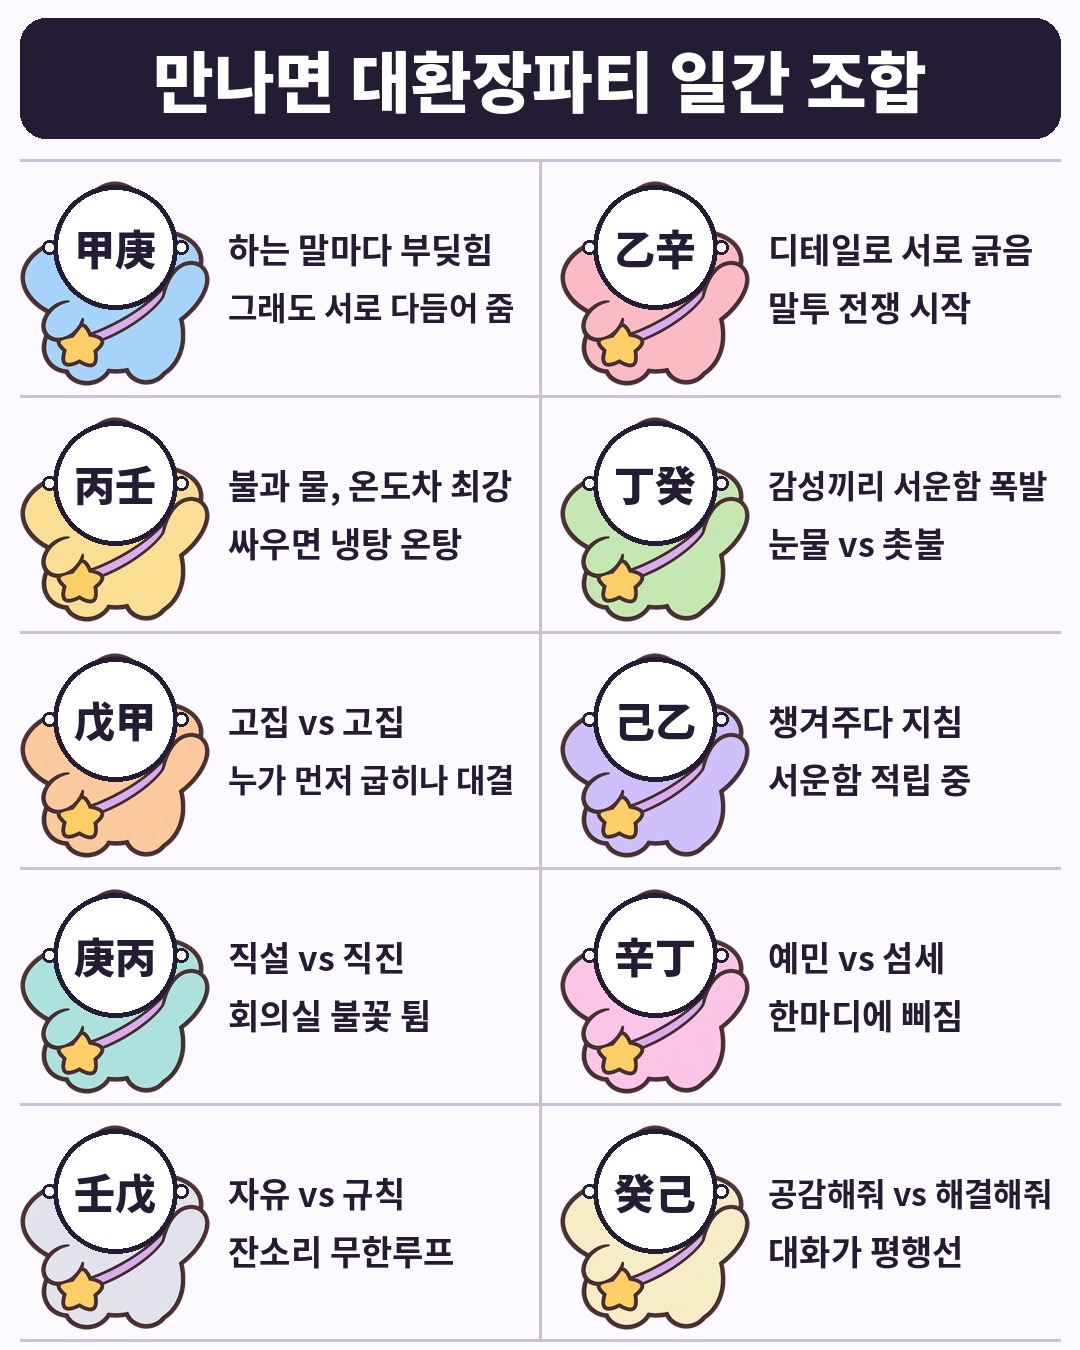 만나면 대환장파티 일간 조합
甲庚
하는 말마다 부딪힘
그래도 서로 다듬어 줌
乙辛
디테일로 서로 긁음
말투 전쟁 시작
丙壬
불과 물, 온도차 최강
싸우면 냉탕 온탕
丁癸
감성끼리 서운함 폭발
눈물 vs 촛불
戊甲
고집 vs 고집
누가 먼저 굽히나 대결
己乙
챙겨주다 지침
서운함 적립 중
庚丙
직설 vs 직진
회의실 불꽃 튐
辛丁
예민 vs 섬세
한마디에 삐짐
壬戊
자유 vs 규칙
잔소리 무한루프
癸己
공감해줘 vs 해결해줘
대화가 평행선